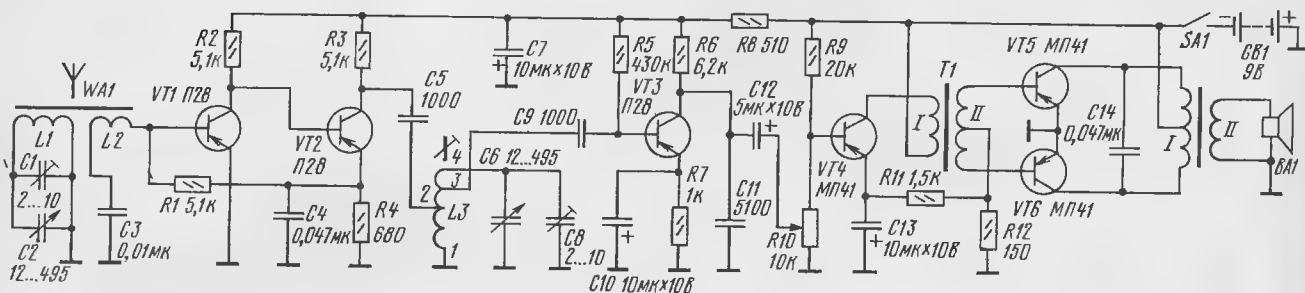 WA1
L1
L2
C1
2...10
C2
12...495
C3
0,01мк
R1 5,1к
R2
5,1к
VT1 П28
R3
5,1к
VT2
П28
C4
0,047мк
R4
680
C5
1000
C7
10мк×10В
4
3
2
L3
1
C6 12...495
C8
2...10
C9 1000
R5
430к
VT3
П28
R6
6,2к
R7
1к
C10 10мк×10В
R8 510
C12
5мк×10В
C11
5100
R9
20к
R10
10к
VT4
МП41
C13
10мк×10В
R11 1,5к
R12
150
T1
I
II
VT5 МП41
VT6 МП41
C14
0,047мк
I
II
SA1
GB1
9В
BA1